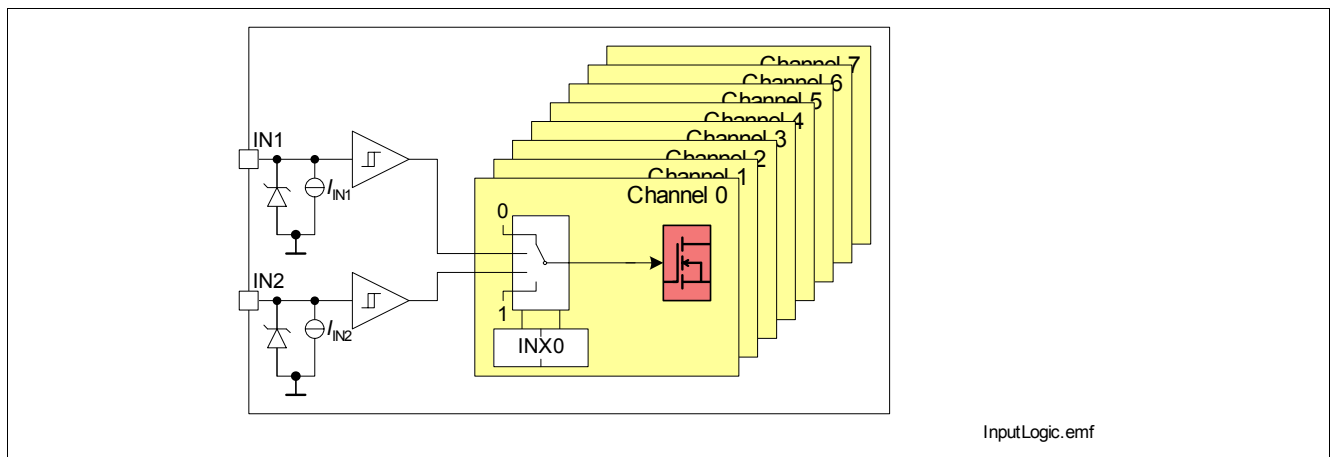 Channel 7
Channel 6
Channel 5
Channel 4
Channel 3
Channel 2
Channel 1
Channel 0
IN1
IIN1
0
IN2
IIN2
1
INX0
InputLogic.emf